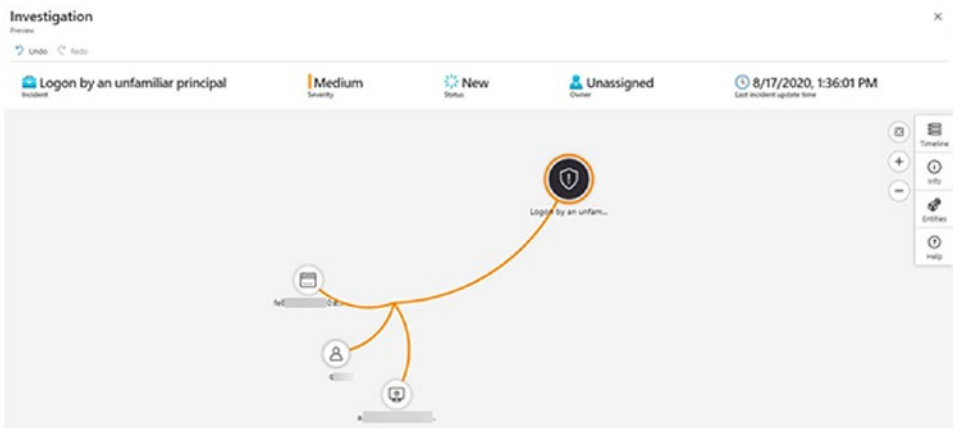 Investigation
Preview
Undo Redo
Logon by an unfamiliar principal
Incident
Medium
Severity
New
Status
Unassigned
Owner
8/17/2020, 1:36:01 PM
Last incident update time
Timeline
Info
Entities
Help
Logon by an unfam...